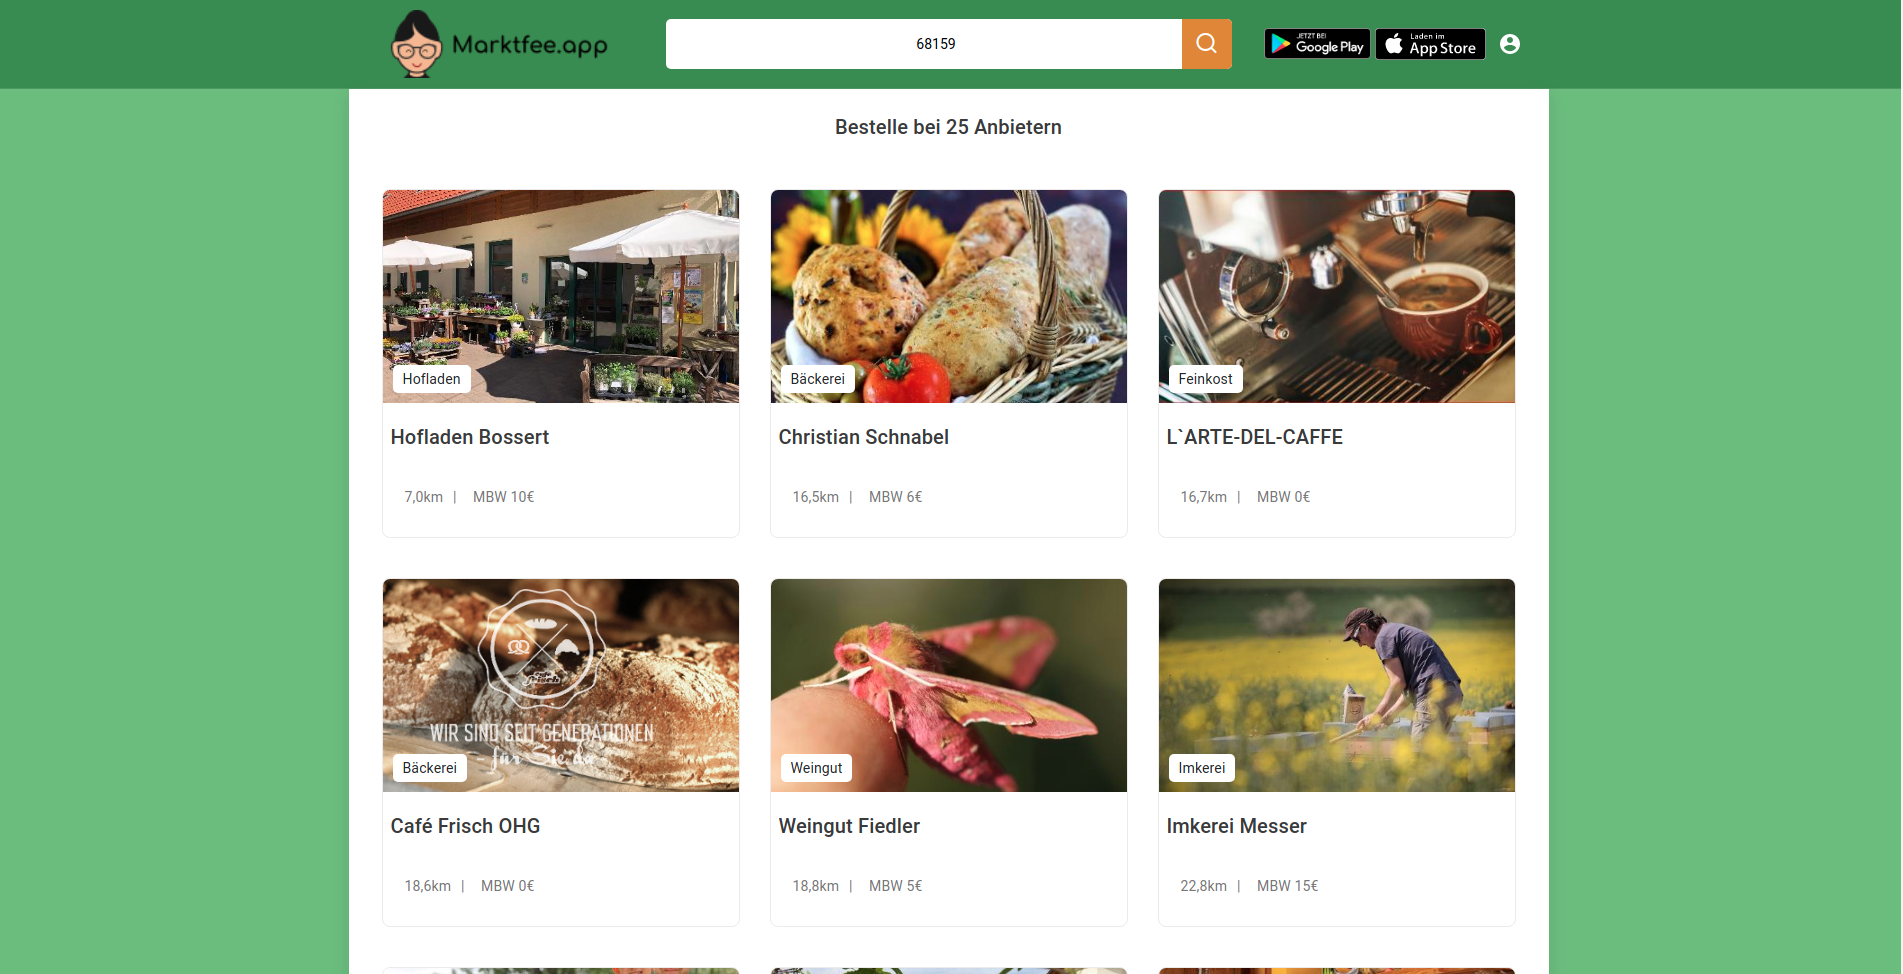 Marktfee.app
68159
JETZT BEI
Google Play
Laden im
App Store
Bestelle bei 25 Anbietern
Hofladen
Bäckerei
Feinkost
Hofladen Bossert
Christian Schnabel
L`ARTE-DEL-CAFFE
7,0km | MBW 10€
16,5km | MBW 6€
16,7km | MBW 0€
WIR SIND SEIT GENERATIONEN
für Sie da
Bäckerei
Weingut
Imkerei
Café Frisch OHG
Weingut Fiedler
Imkerei Messer
18,6km | MBW 0€
18,8km | MBW 5€
22,8km | MBW 15€